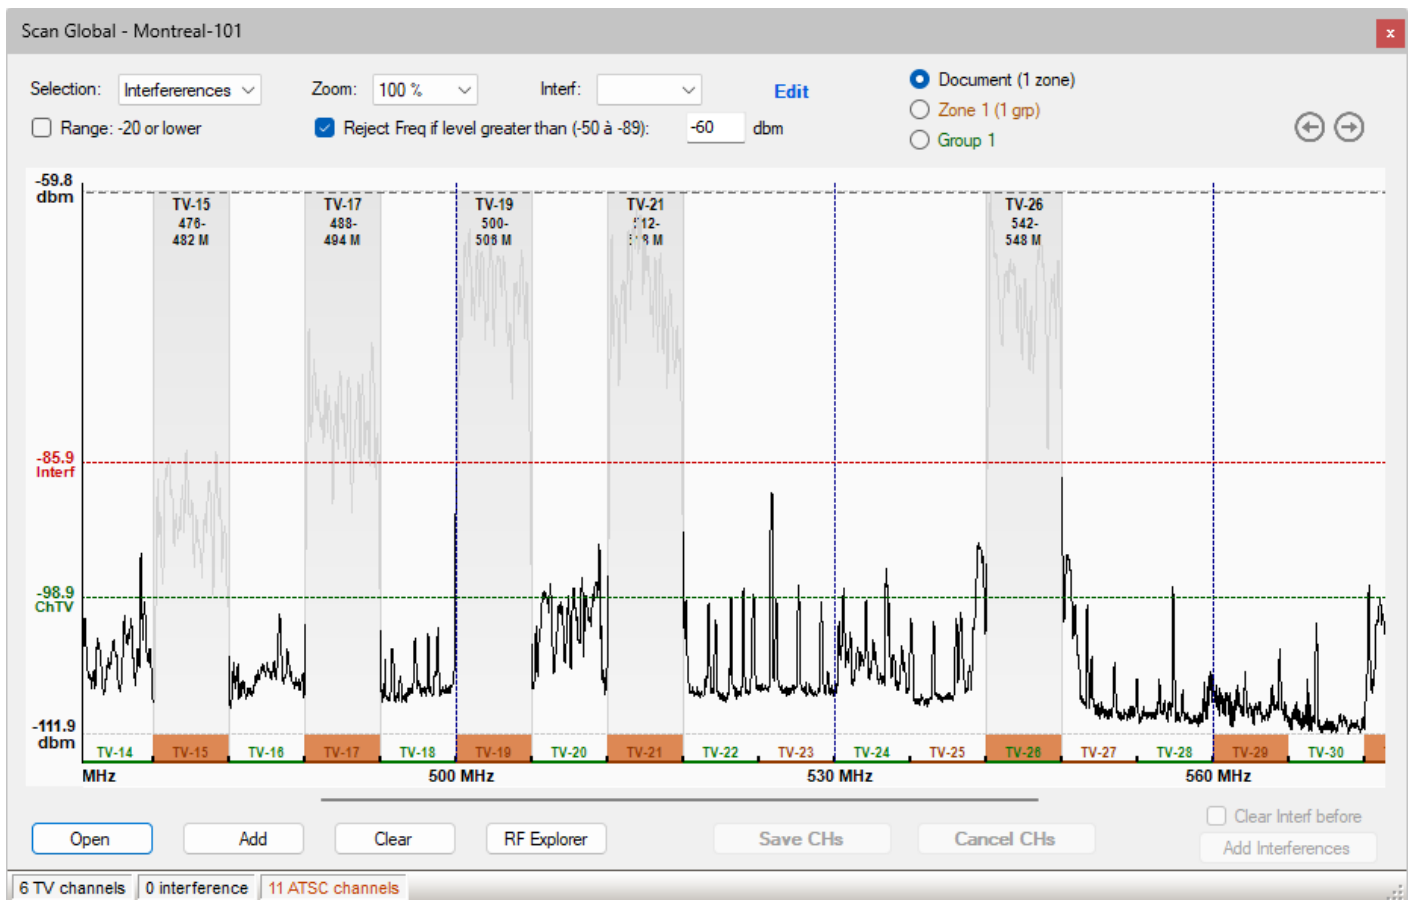 Scan Global - Montreal-101
x
Selection: Interfererences Zoom: 100 % Interf: Edit
Document (1 zone)
Zone 1 (1 grp)
Group 1
Range: -20 or lower Reject Freq if level greater than (-50 à -89): -60 dbm
-59.8
dbm
TV-15
476-
482 M
TV-17
488-
494 M
TV-19
500-
506 M
TV-21
TV-26
542-
548 M
-85.9
Interf
-98.9
ChTV
-111.9
dbm
TV-14 TV-15 TV-16 TV-17 TV-18 TV-19 TV-20 TV-21 TV-22 TV-23 TV-24 TV-25 TV-26 TV-27 TV-28 TV-29 TV-30
MHz 500 MHz 530 MHz 560 MHz
Open Add Clear RF Explorer Save CHs Cancel CHs
Clear Interf before
Add Interferences
6 TV channels 0 interference 11 ATSC channels